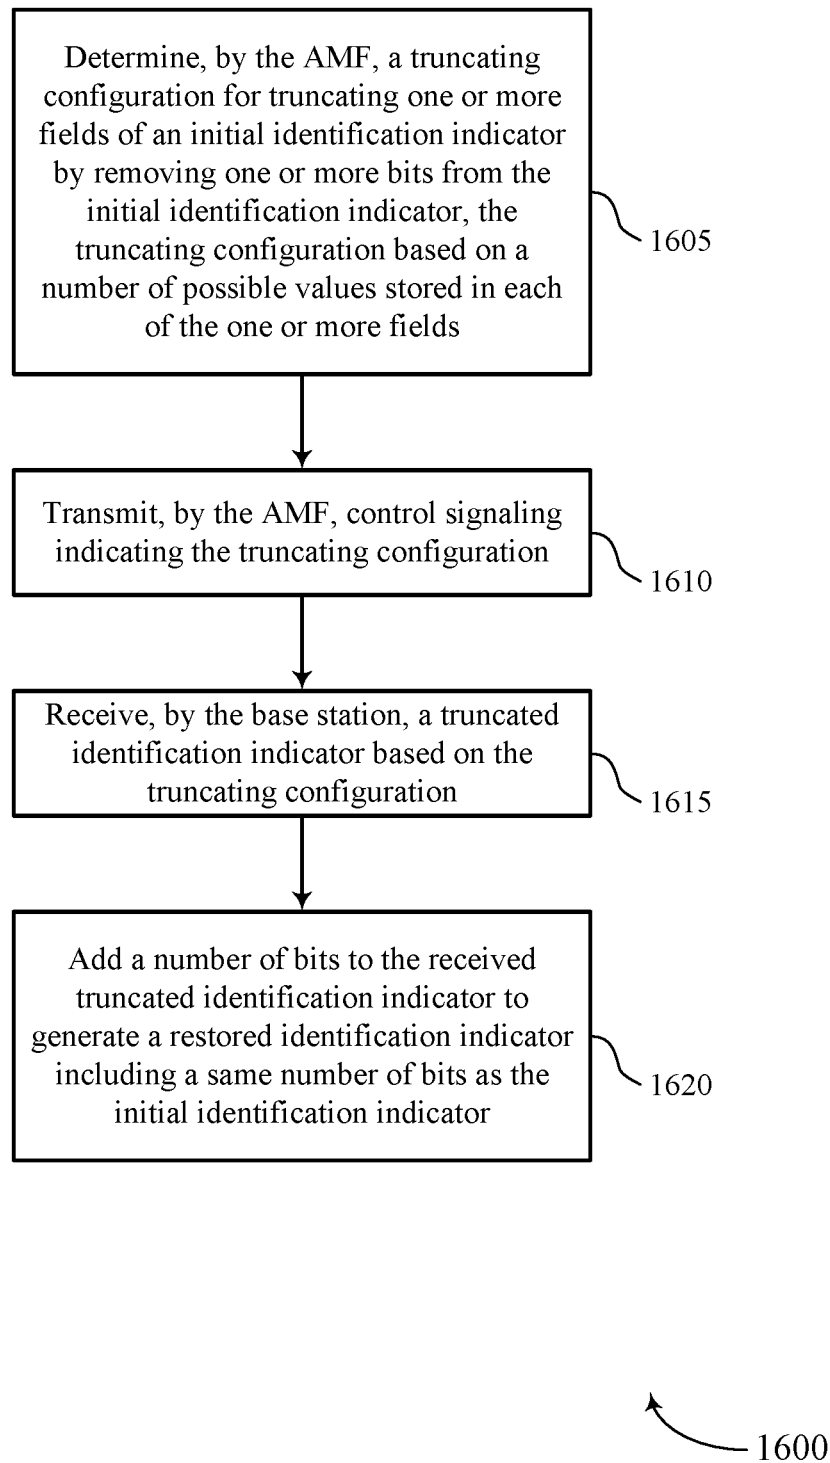 Determine, by the AMF, a truncating
configuration for truncating one or more
fields of an initial identification indicator
by removing one or more bits from the
initial identification indicator, the
truncating configuration based on a
number of possible values stored in each
of the one or more fields
1605
Transmit, by the AMF, control signaling
indicating the truncating configuration
1610
Receive, by the base station, a truncated
identification indicator based on the
truncating configuration
1615
Add a number of bits to the received
truncated identification indicator to
generate a restored identification indicator
including a same number of bits as the
initial identification indicator
1620
1600